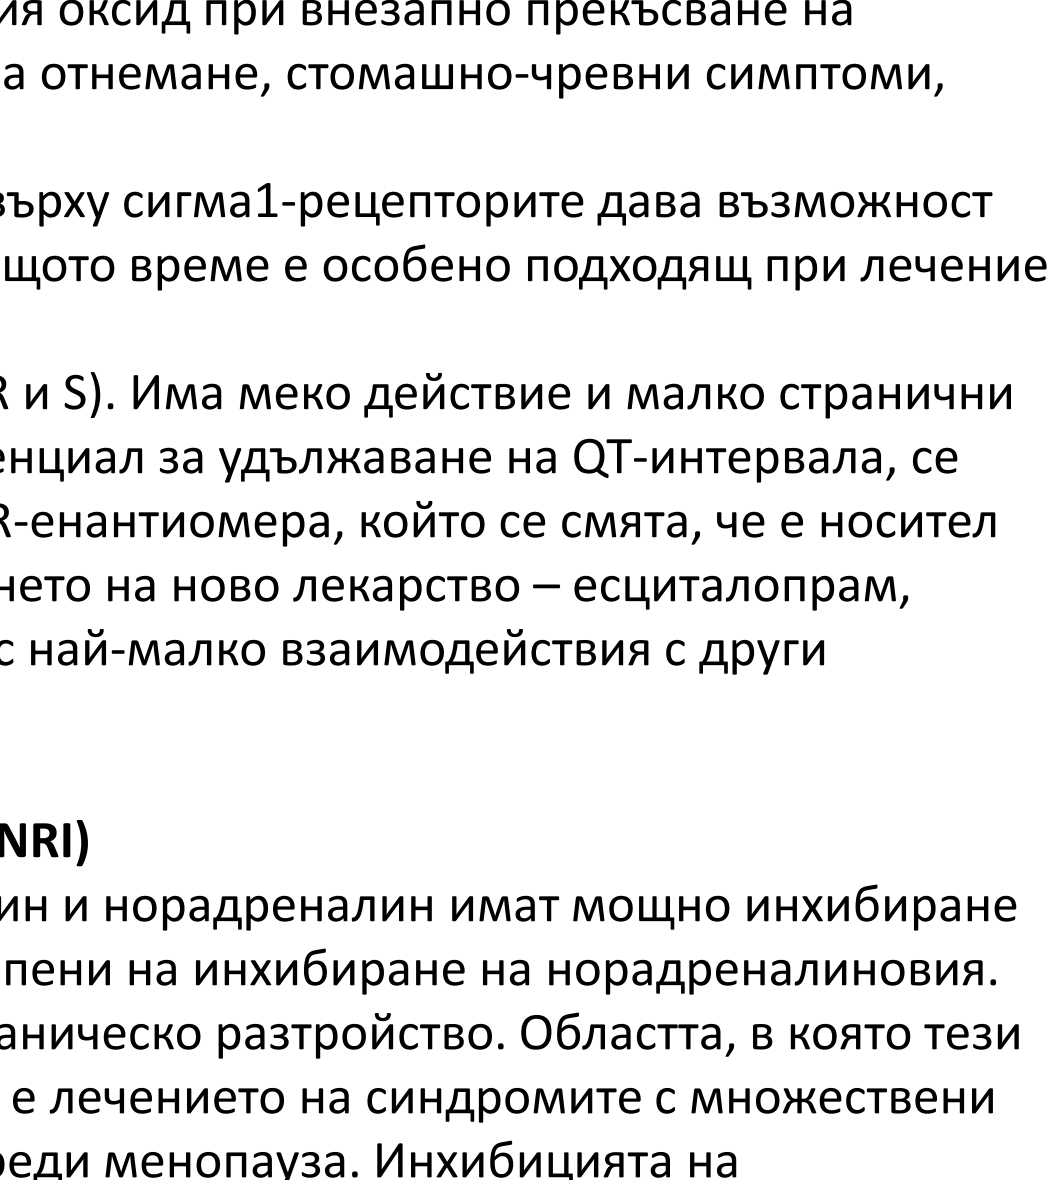 ия оксид при внезапно прекъсване на
а отнемане, стомашно-чревни симптоми,
върху сигма1-рецепторите дава възможност
щото време е особено подходящ при лечение
R и S). Има меко действие и малко странични
енциал за удължаване на QT-интервала, се
R-енантиомера, който се смята, че е носител
нето на ново лекарство – есциталопрам,
с най-малко взаимодействия с други
NRI)
ин и норадреналин имат мощно инхибиране
пени на инхибиране на норадреналиновия.
аническо разтройство. Областта, в която тези
е лечението на синдромите с множествени
реди менопауза. Инхибицията на